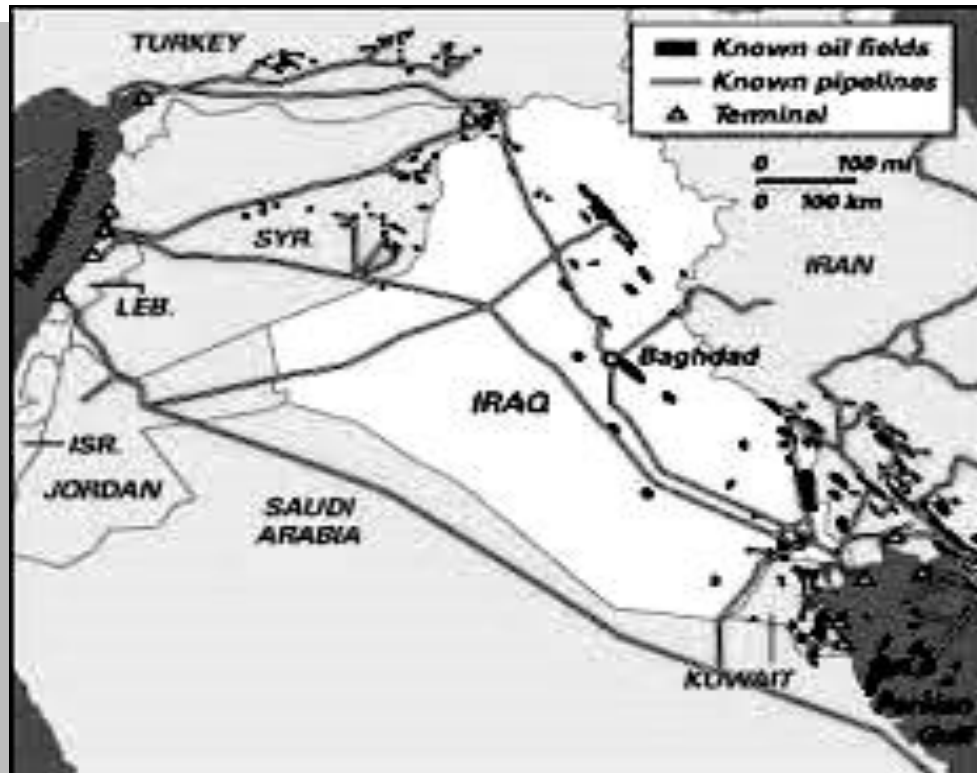 TURKEY
Known oil fields
Known pipelines
Terminal
0 100 mi
0 100 km
Mediterranean
SYR.
IRAN
LEB.
Baghdad
IRAQ
ISR.
JORDAN
SAUDI
ARABIA
KUWAIT
Persian
Gulf